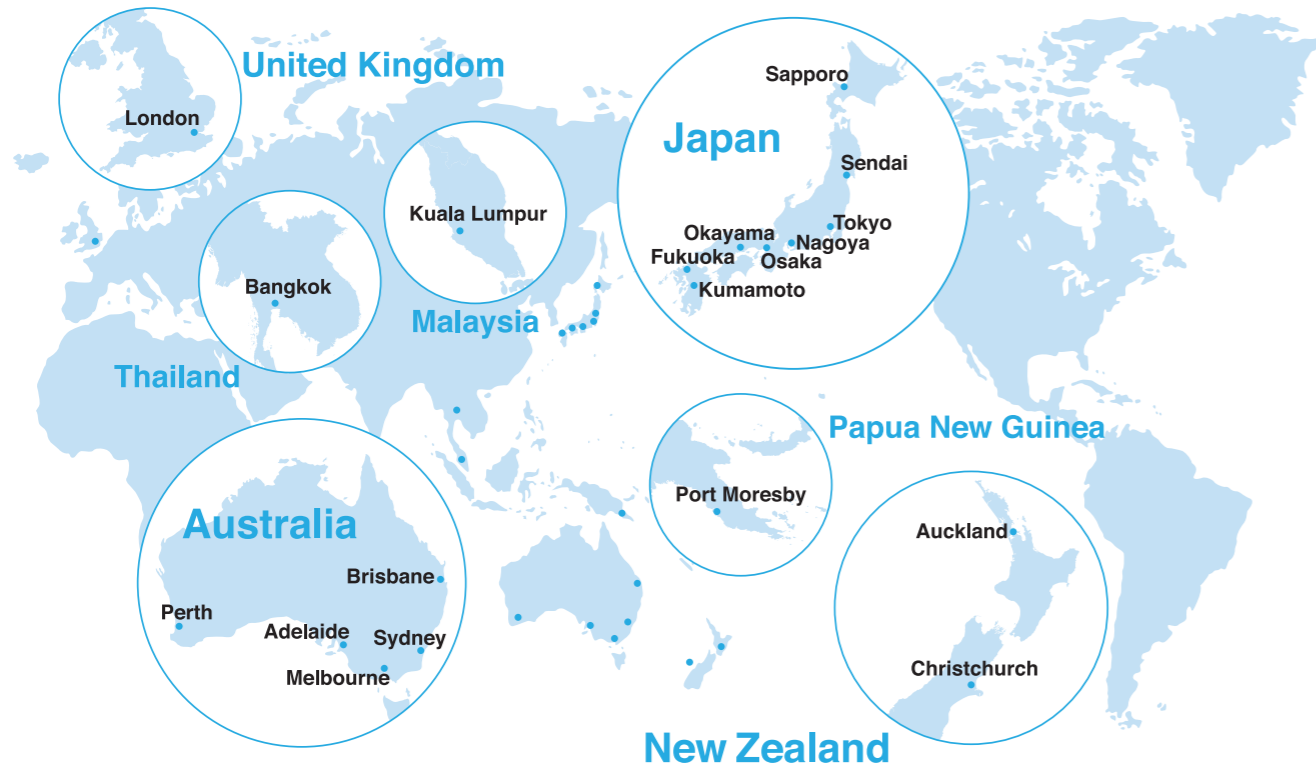 United Kingdom
London
Japan
Sapporo
Sendai
Tokyo
Okayama
Nagoya
Fukuoka
Osaka
Kumamoto
Kuala Lumpur
Malaysia
Bangkok
Thailand
Papua New Guinea
Port Moresby
Australia
Brisbane
Perth
Adelaide
Sydney
Melbourne
Auckland
Christchurch
New Zealand